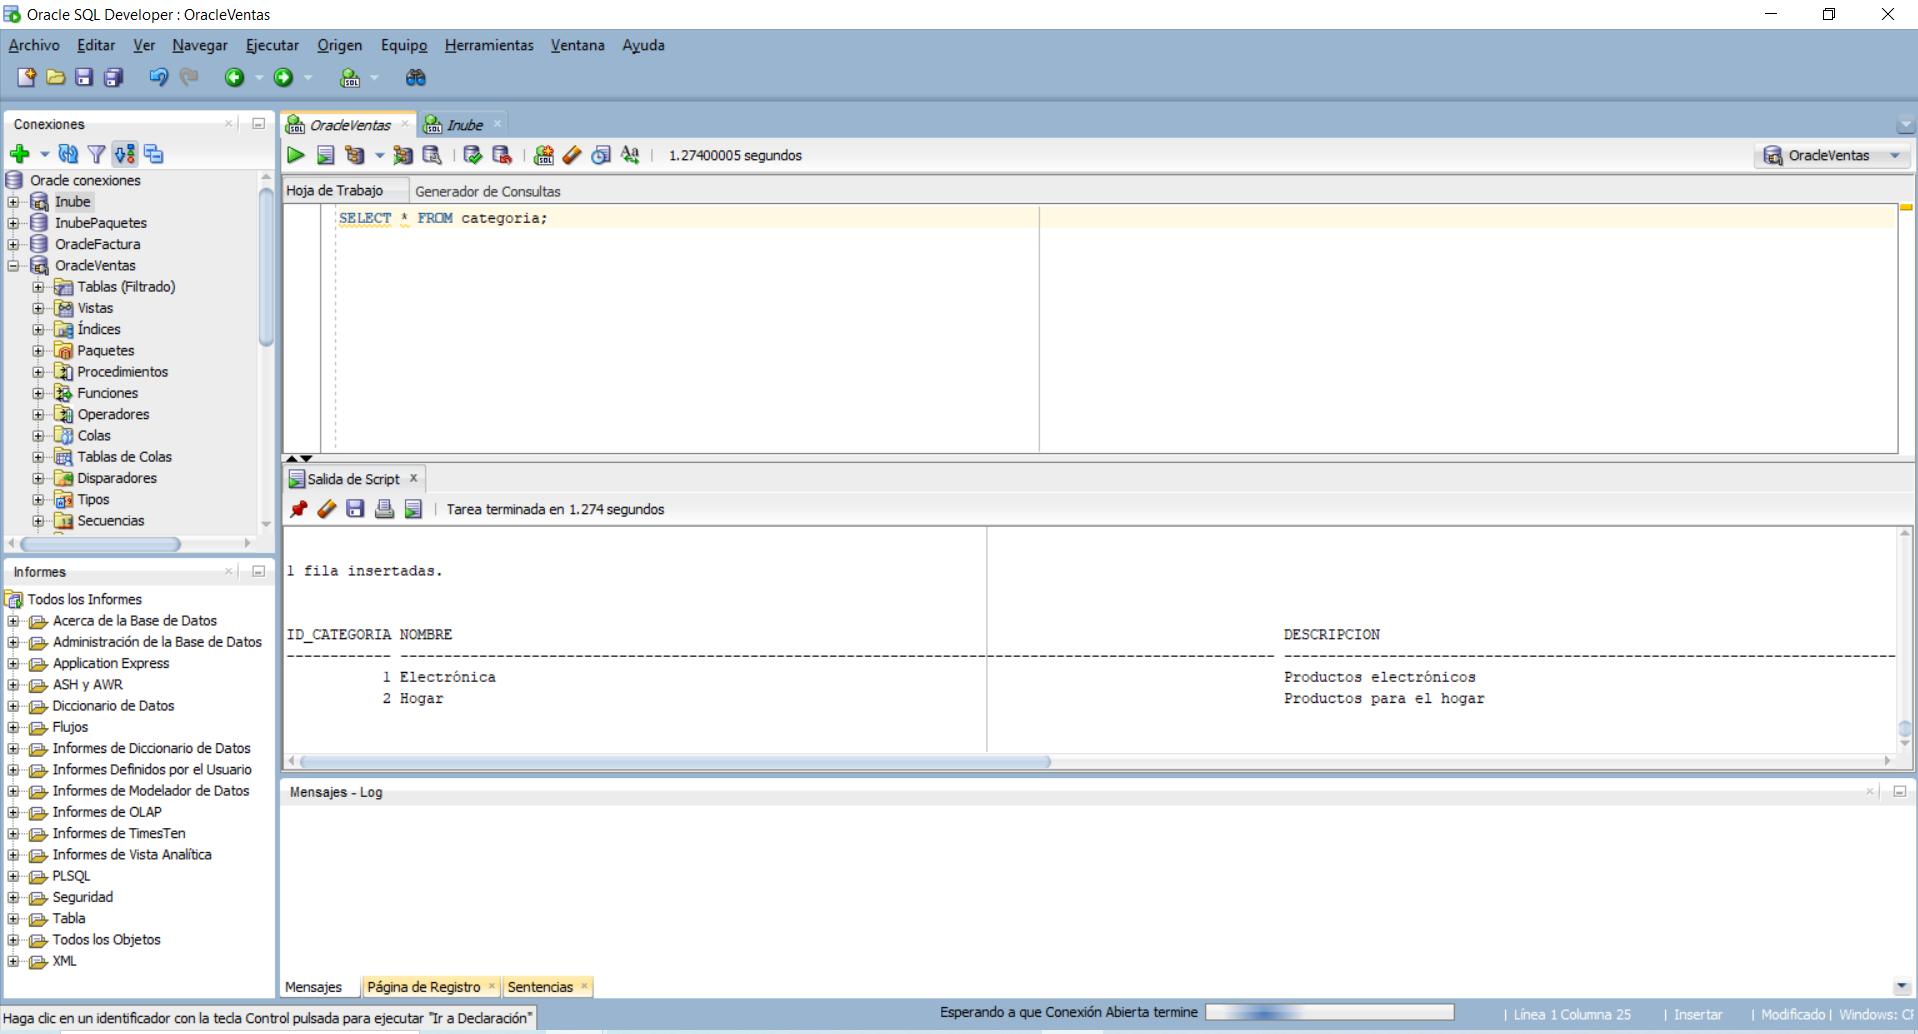 Oracle SQL Developer : OracleVentas
Archivo Editar Ver Navegar Ejecutar Origen Equipo Herramientas Ventana Ayuda
Conexiones
Oracle conexiones
Inube
InubePaquetes
OracleFactura
OracleVentas
Tablas (Filtrado)
Vistas
Índices
Paquetes
Procedimientos
Funciones
Operadores
Colas
Tablas de Colas
Disparadores
Tipos
Secuencias
Informes
Todos los Informes
Acerca de la Base de Datos
Administración de la Base de Datos
Application Express
ASH y AWR
Diccionario de Datos
Flujos
Informes de Diccionario de Datos
Informes Definidos por el Usuario
Informes de Modelador de Datos
Informes de OLAP
Informes de TimesTen
Informes de Vista Analítica
PLSQL
Seguridad
Tabla
Todos los Objetos
XML
OracleVentas Inube
1.27400005 segundos OracleVentas
Hoja de Trabajo Generador de Consultas
SELECT * FROM categoria;
Salida de Script
Tarea terminada en 1.274 segundos
1 fila insertadas.
ID_CATEGORIA NOMBRE DESCRIPCION
1 Electrónica Productos electrónicos
2 Hogar Productos para el hogar
Mensajes - Log
Mensajes Página de Registro Sentencias
Haga clic en un identificador con la tecla Control pulsada para ejecutar "Ir a Declaración"
Esperando a que Conexión Abierta termine | Línea 1 Columna 25 | Insertar | Modificado | Windows: